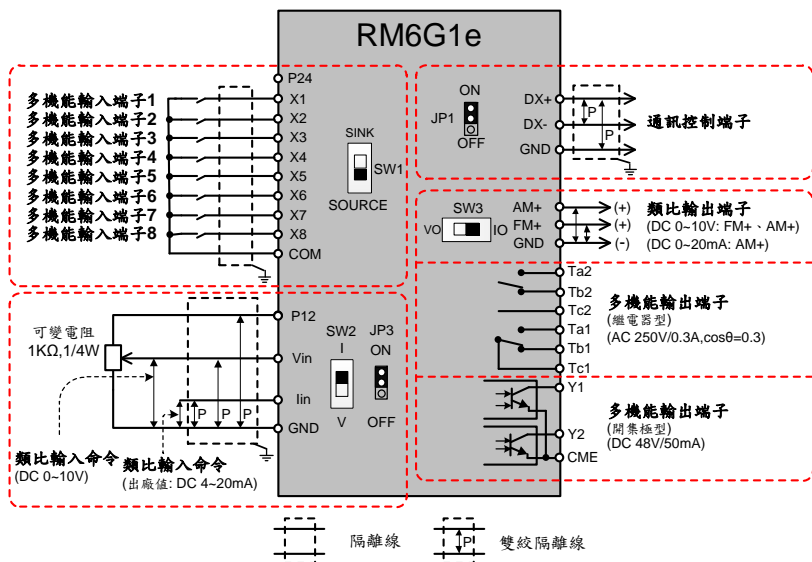 RM6G1e
P24
多機能輸入端子1 X1
多機能輸入端子2 X2
多機能輸入端子3 X3
多機能輸入端子4 X4
多機能輸入端子5 X5
多機能輸入端子6 X6
多機能輸入端子7 X7
多機能輸入端子8 X8
COM
SINK
SW1
SOURCE
ON
JP1
OFF
DX+
DX-
GND
P
P
通訊控制端子
SW3
VO IO
AM+ (+) 類比輸出端子
FM+ (+) (DC 0~10V: FM+、AM+)
GND (-) (DC 0~20mA: AM+)
Ta2
Tb2
Tc2
Ta1
Tb1
Tc1
多機能輸出端子
(繼電器型)
(AC 250V/0.3A,cosθ=0.3)
Y1
Y2
CME
多機能輸出端子
(開集極型)
(DC 48V/50mA)
可變電阻
1KΩ,1/4W
P12
Vin
Iin
GND
P P P
SW2 JP3
I ON
V OFF
類比輸入命令
(DC 0~10V)
類比輸入命令
(出廠值: DC 4~20mA)
隔離線
P
雙絞隔離線